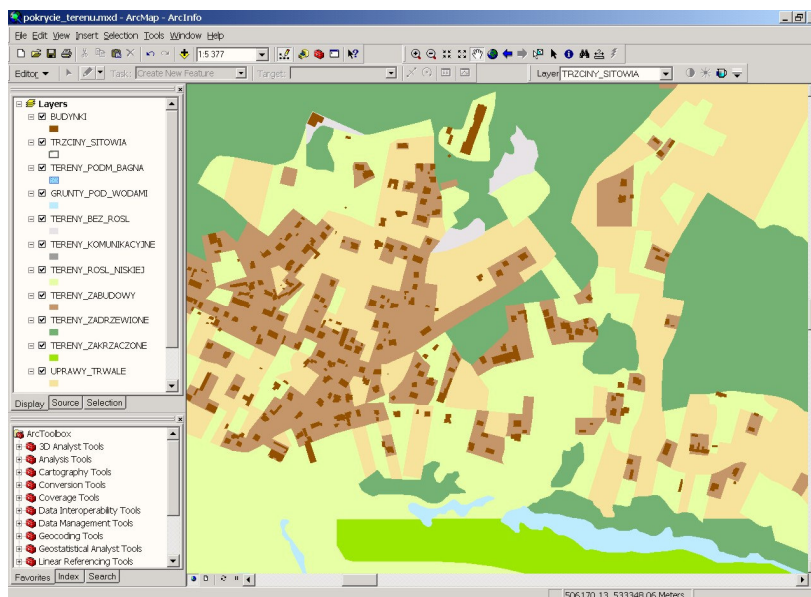 pokrycie_terenu.mxd - ArcMap - ArcInfo
File Edit View Insert Selection Tools Window Help
1:5 377
Editor Task: Create New Feature Target: Layer TRZCINY_SITOWIA
Layers
BUDYNKI
TRZCINY_SITOWIA
TERENY_PODM_BAGNA
GRUNTY_POD_WODAMI
TERENY_BEZ_ROSL
TERENY_KOMUNIKACYJNE
TERENY_ROSL_NISKIEJ
TERENY_ZABUDOWY
TERENY_ZADRZEWIONE
TERENY_ZAKRZACZONE
UPRAWY_TRWALE
Display Source Selection
ArcToolbox
3D Analyst Tools
Analysis Tools
Cartography Tools
Conversion Tools
Coverage Tools
Data Interoperability Tools
Data Management Tools
Geocoding Tools
Geostatistical Analyst Tools
Linear Referencing Tools
Favorites Index Search
506170,13 533348,06 Meters